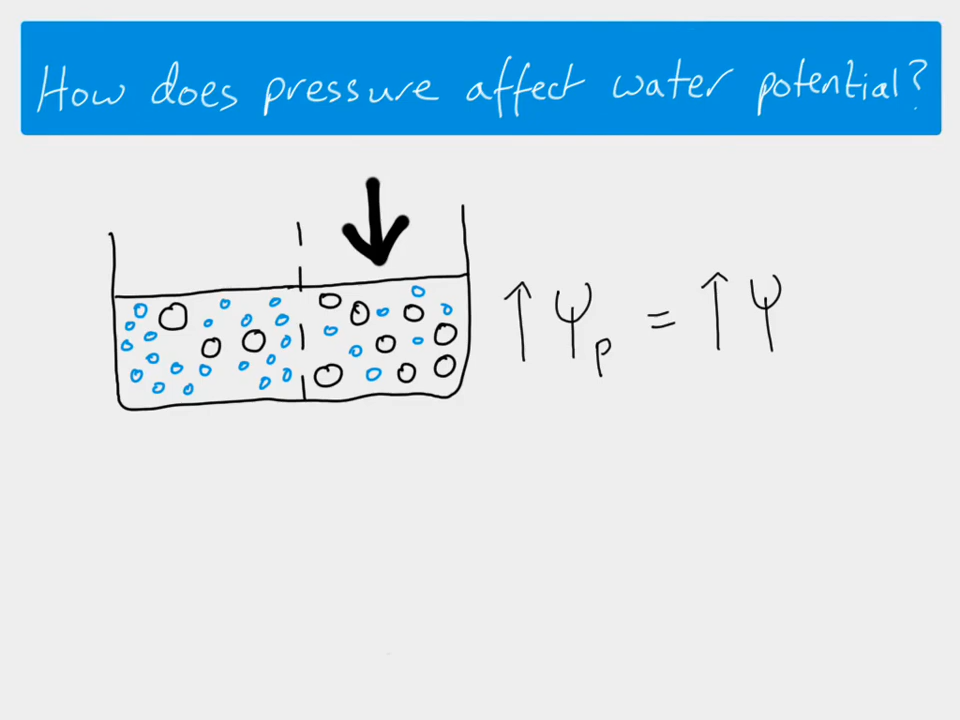 How does pressure affect water potential?
↑ Ψp = ↑ Ψ